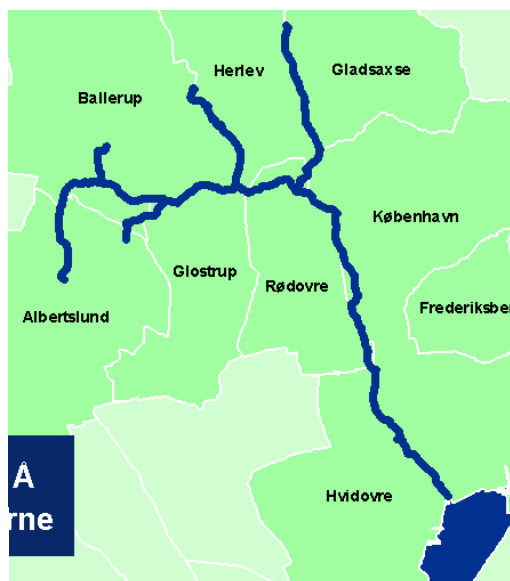 Herlev
Gladsaxse
Ballerup
København
Glostrup
Rødovre
Frederiksber
Albertslund
Å
rne
Hvidovre